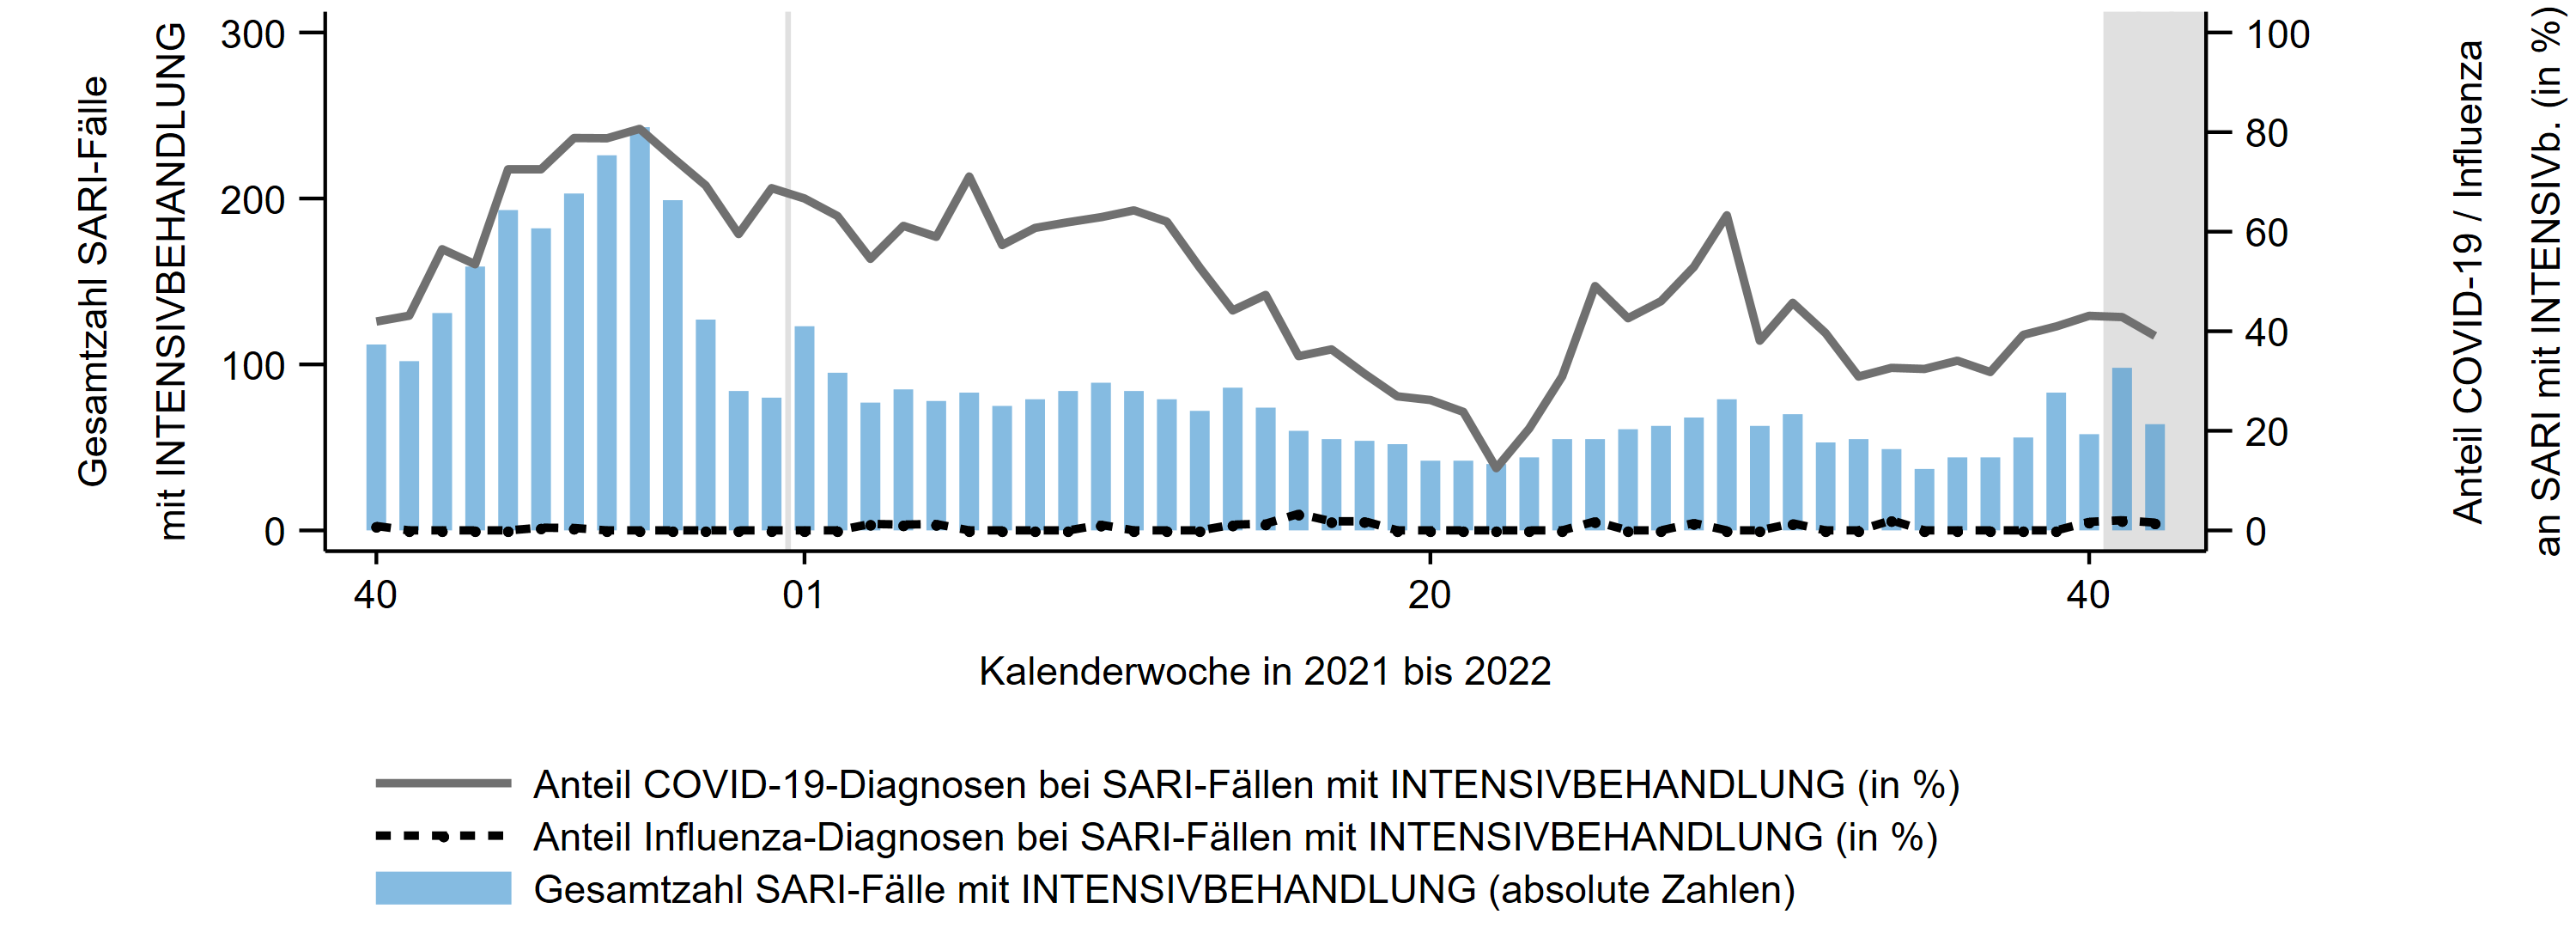 Gesamtzahl SARI-Fälle
mit INTENSIVBEHANDLUNG
300
200
100
0
100
80
60
40
20
0
Anteil COVID-19 / Influenza
an SARI mit INTENSIVb. (in %)
40
01
20
40
Kalenderwoche in 2021 bis 2022
Anteil COVID-19-Diagnosen bei SARI-Fällen mit INTENSIVBEHANDLUNG (in %)
Anteil Influenza-Diagnosen bei SARI-Fällen mit INTENSIVBEHANDLUNG (in %)
Gesamtzahl SARI-Fälle mit INTENSIVBEHANDLUNG (absolute Zahlen)